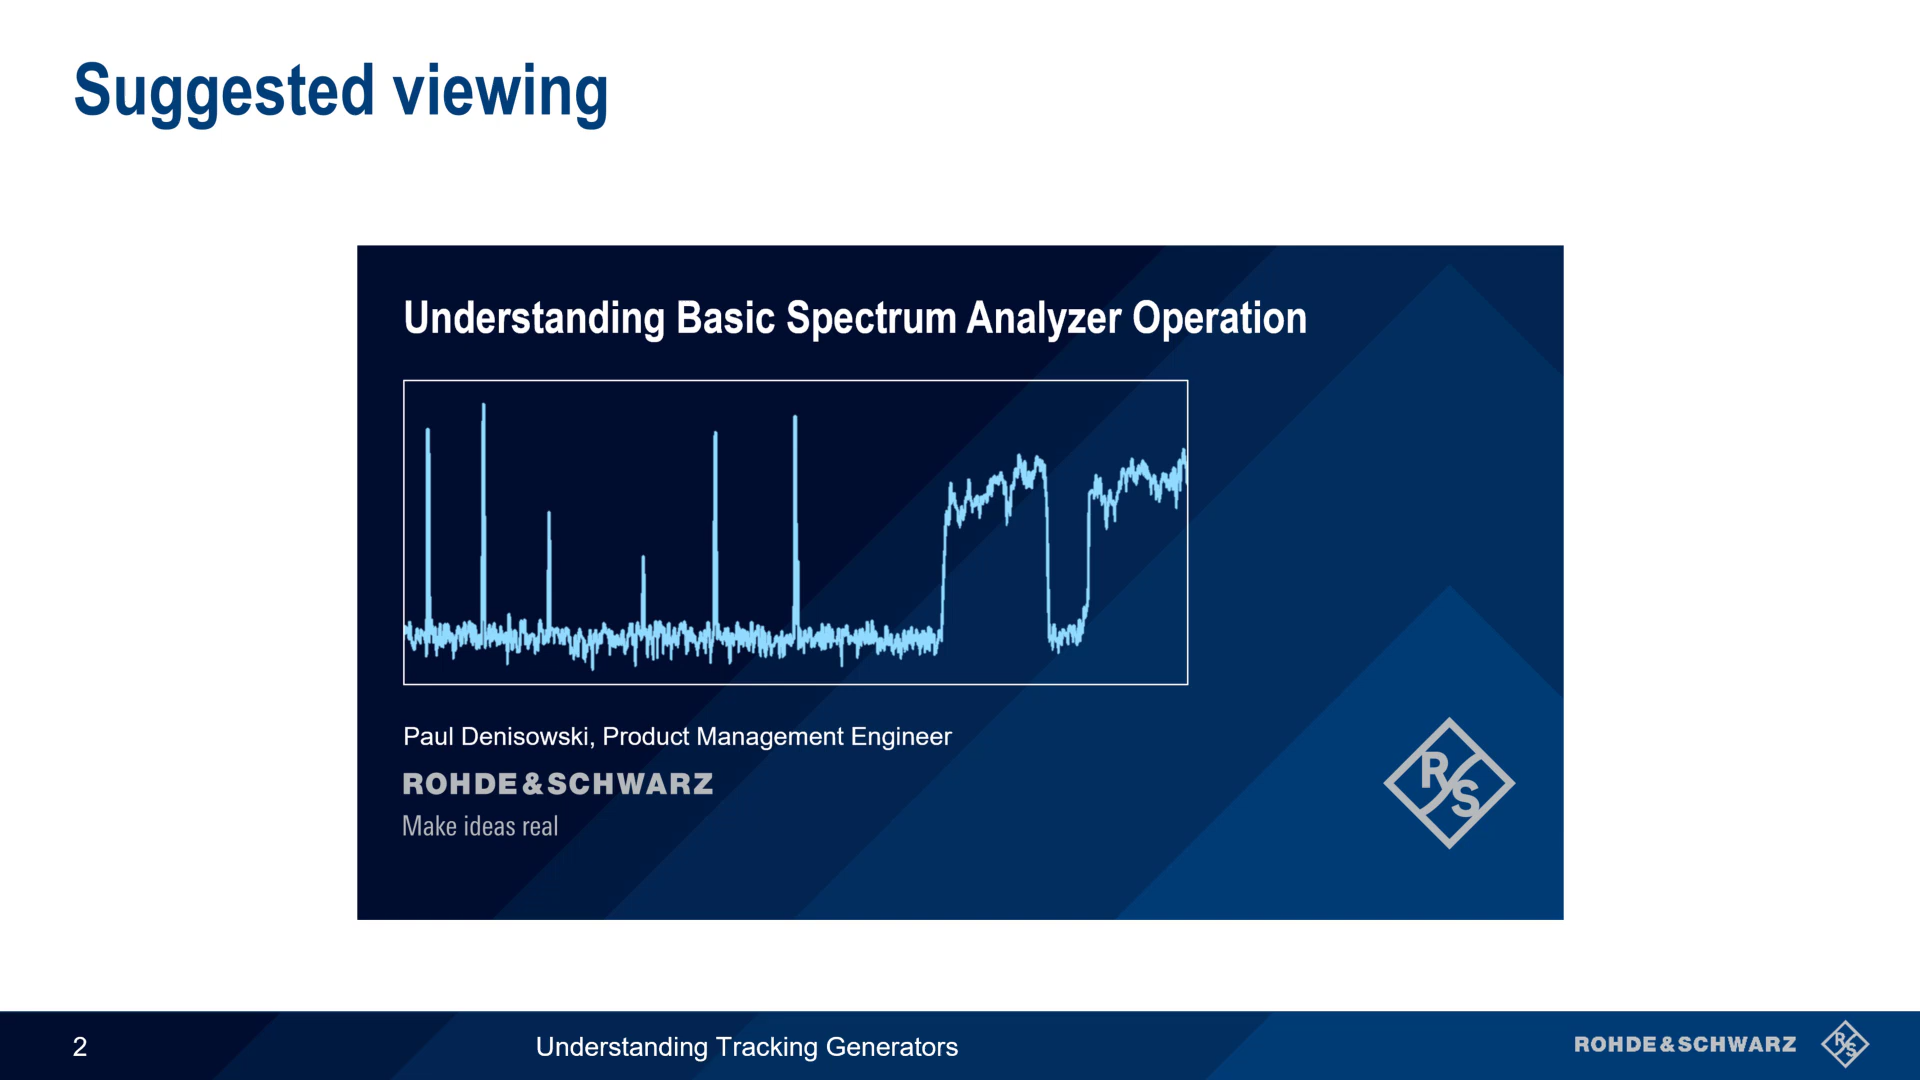 Suggested viewing
Understanding Basic Spectrum Analyzer Operation
Paul Denisowski, Product Management Engineer
ROHDE&SCHWARZ
Make ideas real
R
S
2
Understanding Tracking Generators
ROHDE&SCHWARZ
R
S